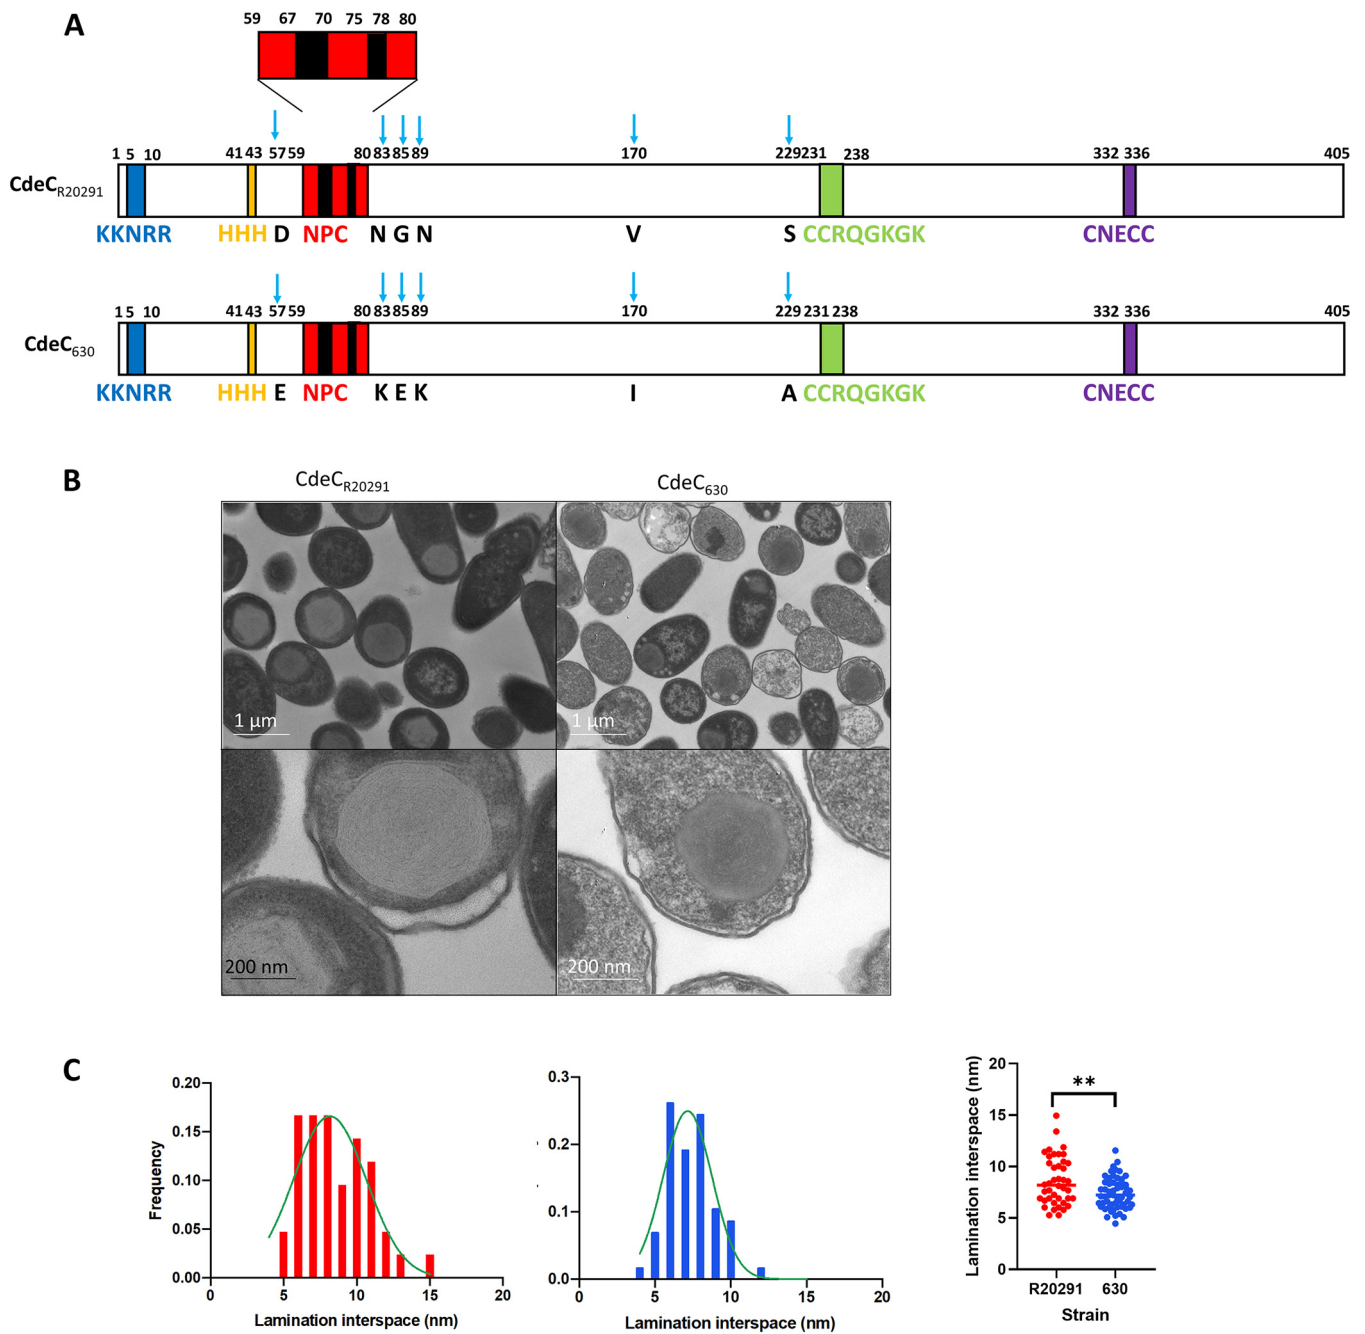 A
59 67 70 75 78 80
1 5 10 41 43 57 59 80 83 85 89 170 229 231 238 332 336 405
CdeCR20291
KKNRR HHH D NPC N G N V S CCRQGKGK CNECC
1 5 10 41 43 57 59 80 83 85 89 170 229 231 238 332 336 405
CdeC630
KKNRR HHH E NPC K E K I A CCRQGKGK CNECC
B
CdeCR20291 CdeC630
1 µm 1 µm
200 nm 200 nm
C
Frequency
0.20
0.15
0.10
0.05
0.00
0 5 10 15 20
Lamination interspace (nm)
0.3
0.2
0.1
0.0
0 5 10 15 20
Lamination interspace (nm)
Lamination interspace (nm)
20
15
10
5
0
**
R20291 630
Strain